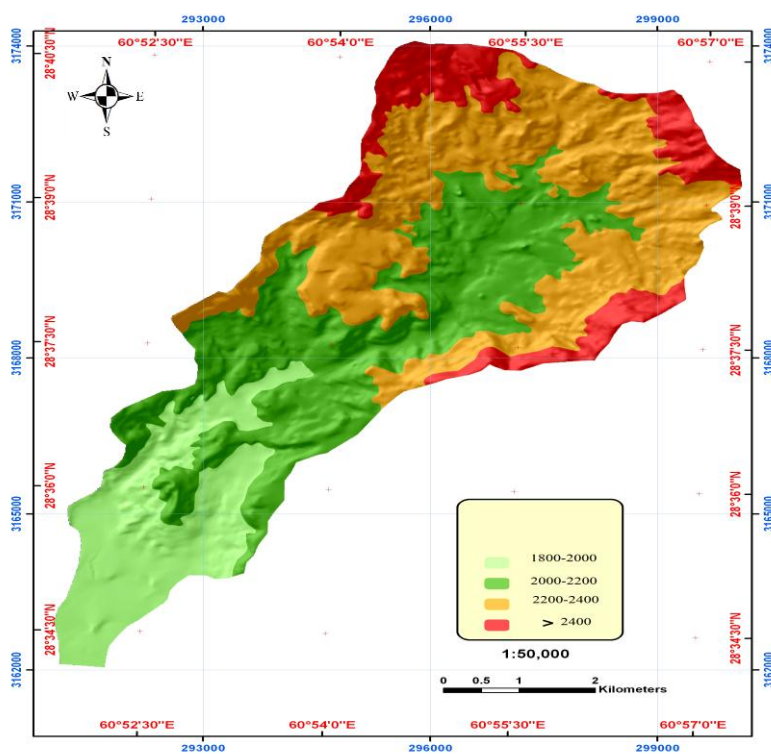 293000 296000 299000
60°52'30"E 60°54'0"E 60°55'30"E 60°57'0"E
3174000 28°40'30"N 28°40'30"N 3174000
N
W E
S
3171000 28°39'0"N 28°39'0"N 3171000
3168000 28°37'30"N 28°37'30"N 3168000
3165000 28°36'0"N 28°36'0"N 3165000
1800-2000
2000-2200
2200-2400
> 2400
3162000 28°34'30"N 28°34'30"N 3162000
1:50,000
0 0.5 1 2
Kilometers
60°52'30"E 60°54'0"E 60°55'30"E 60°57'0"E
293000 296000 299000